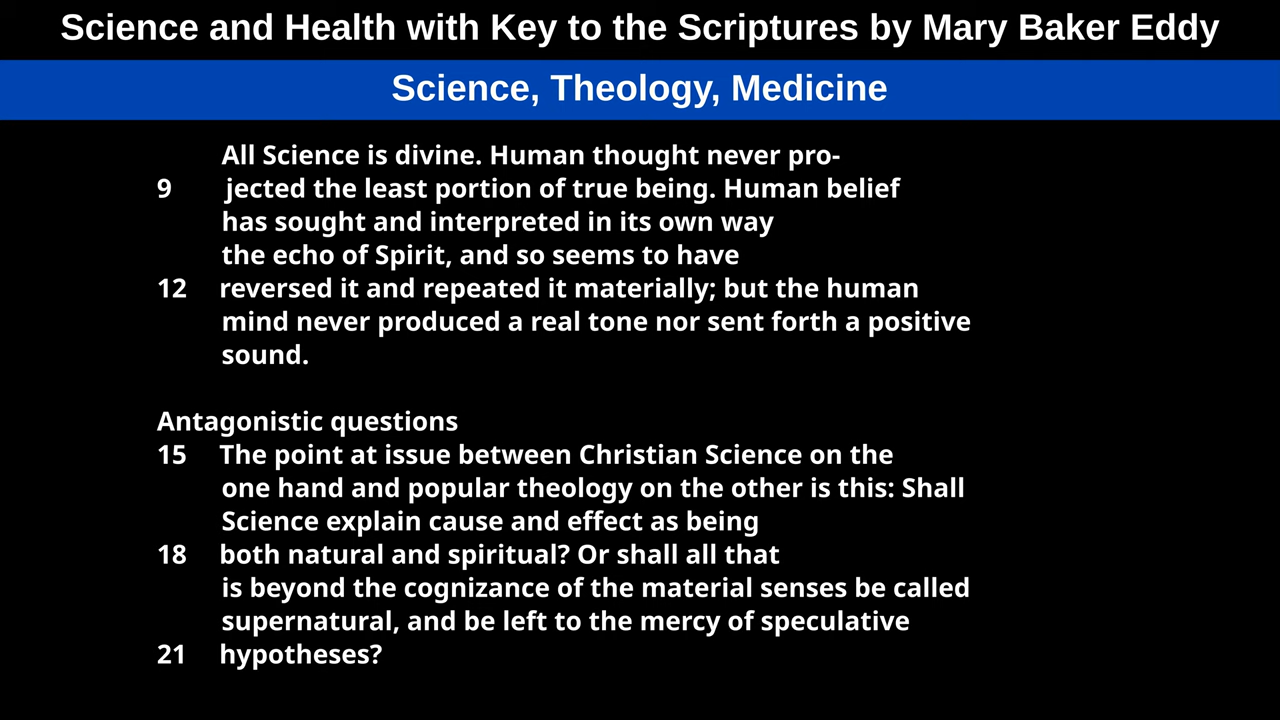 Science and Health with Key to the Scriptures by Mary Baker Eddy
Science, Theology, Medicine
All Science is divine. Human thought never pro-
9 jected the least portion of true being. Human belief
has sought and interpreted in its own way
the echo of Spirit, and so seems to have
12 reversed it and repeated it materially; but the human
mind never produced a real tone nor sent forth a positive
sound.
Antagonistic questions
15 The point at issue between Christian Science on the
one hand and popular theology on the other is this: Shall
Science explain cause and effect as being
18 both natural and spiritual? Or shall all that
is beyond the cognizance of the material senses be called
supernatural, and be left to the mercy of speculative
21 hypotheses?